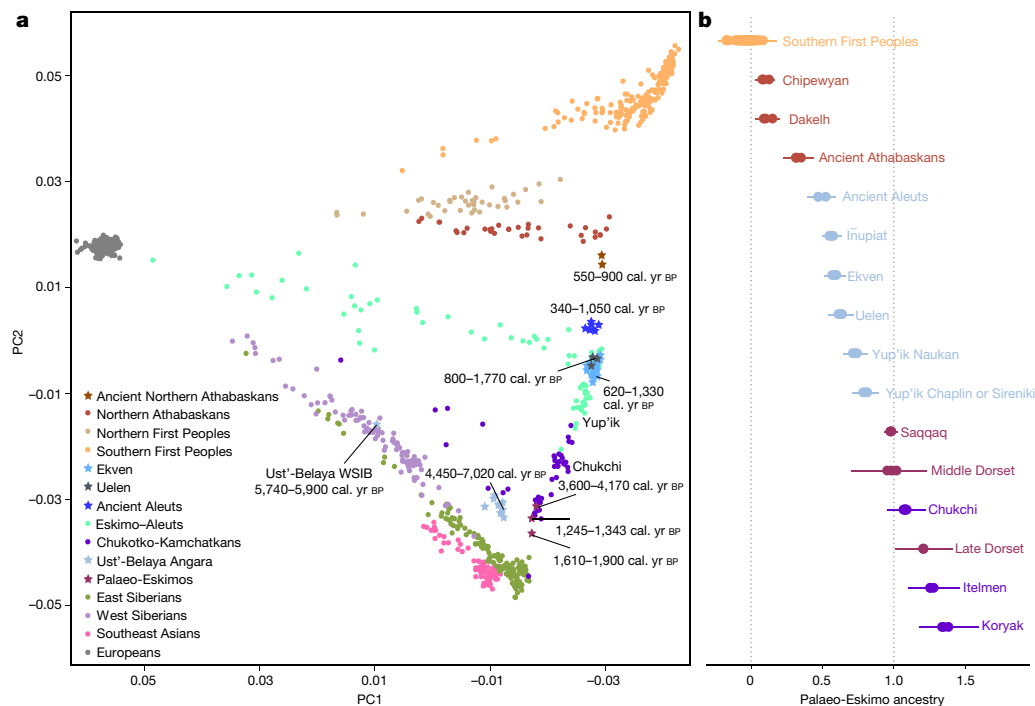 a
b
0.05
0.03
0.01
−0.01
−0.03
−0.05
PC2
0.05
0.03
0.01
−0.01
−0.03
PC1
550–900 cal. yr BP
340–1,050 cal. yr BP
800–1,770 cal. yr BP
620–1,330
cal. yr BP
Yup'ik
Chukchi
Ust'-Belaya WSIB
5,740–5,900 cal. yr BP
4,450–7,020 cal. yr BP
3,600–4,170 cal. yr BP
1,245–1,343 cal. yr BP
1,610–1,900 cal. yr BP
Ancient Northern Athabaskans
Northern Athabaskans
Northern First Peoples
Southern First Peoples
Ekven
Uelen
Ancient Aleuts
Eskimo–Aleuts
Chukotko-Kamchatkans
Ust'-Belaya Angara
Palaeo-Eskimos
East Siberians
West Siberians
Southeast Asians
Europeans
Southern First Peoples
Chipewyan
Dakelh
Ancient Athabaskans
Ancient Aleuts
Iñupiat
Ekven
Uelen
Yup'ik Naukan
Yup'ik Chaplin or Sireniki
Saqqaq
Middle Dorset
Chukchi
Late Dorset
Itelmen
Koryak
0
0.5
1.0
1.5
Palaeo-Eskimo ancestry